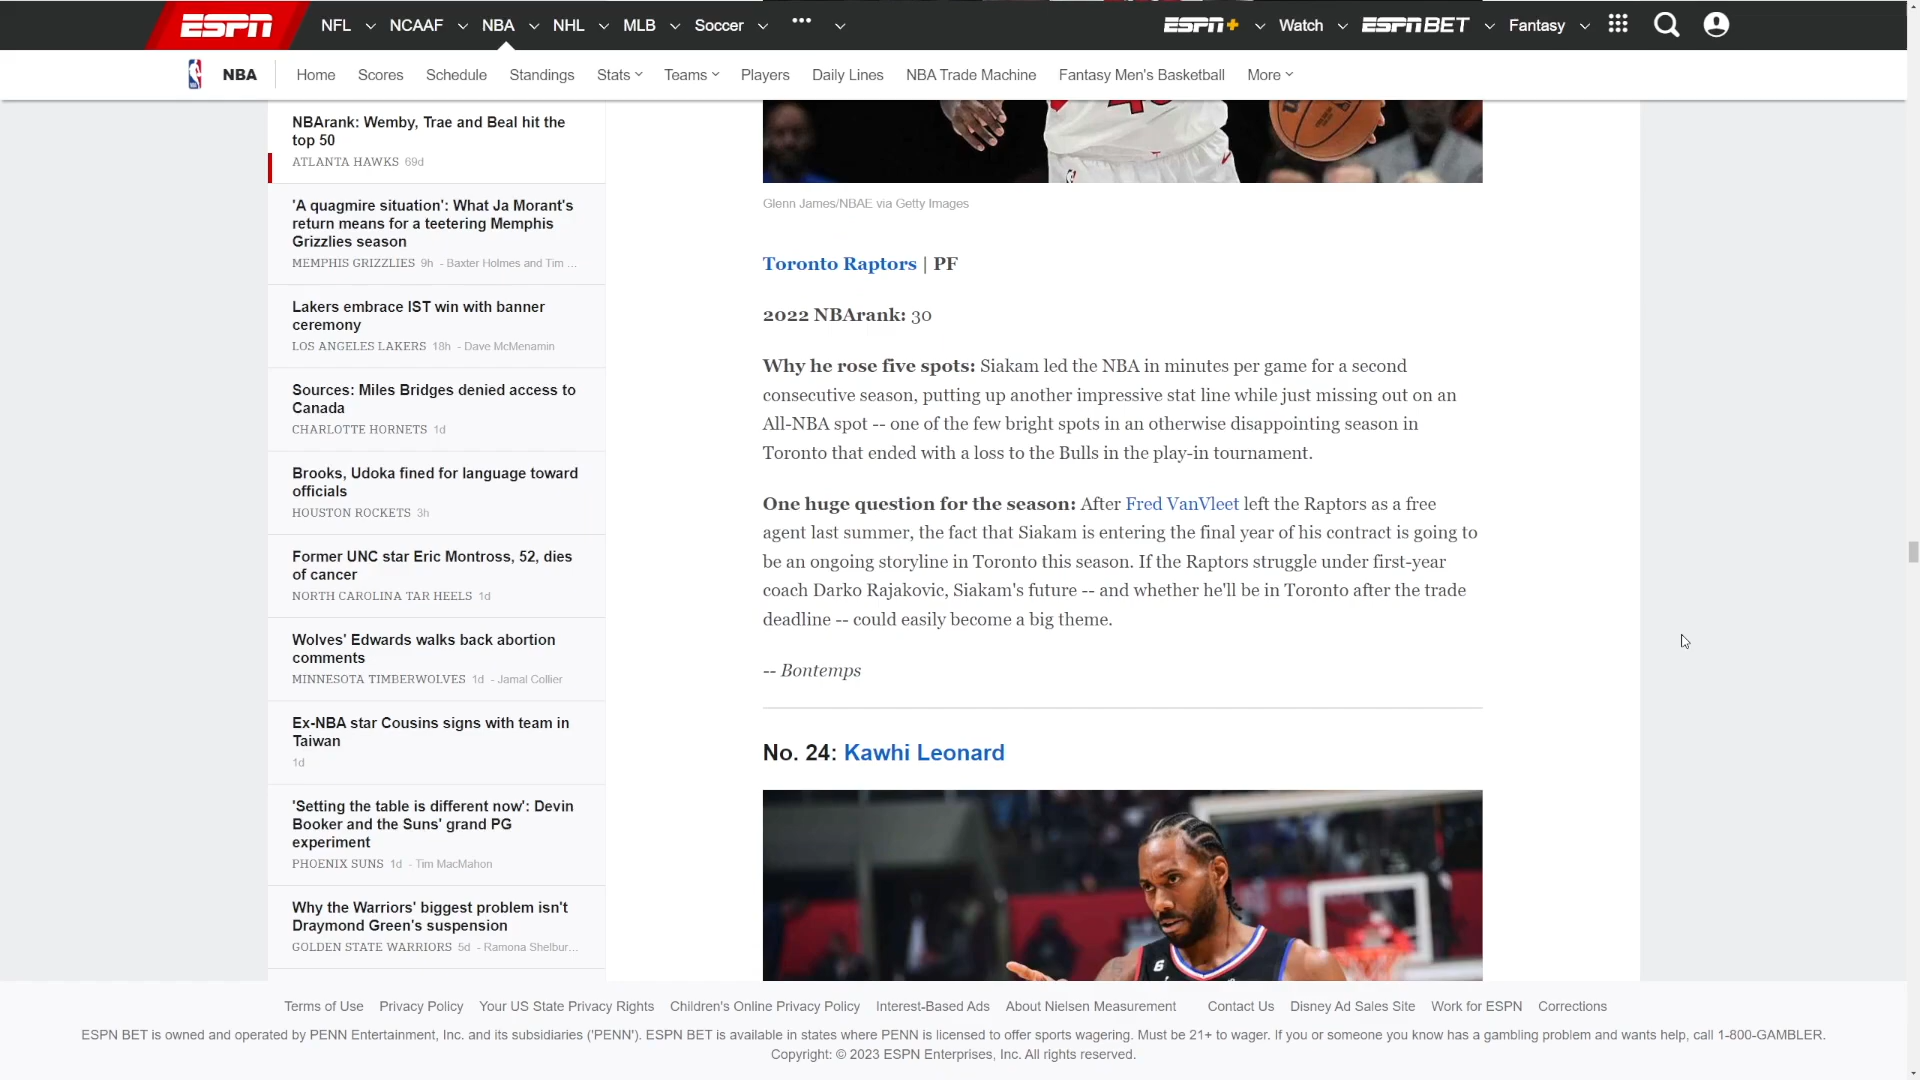 ESPN NFL NCAAF NBA NHL MLB Soccer ••• ESPN+ Watch ESPN BET Fantasy
NBA Home Scores Schedule Standings Stats Teams Players Daily Lines NBA Trade Machine Fantasy Men's Basketball More
NBArank: Wemby, Trae and Beal hit the
top 50
ATLANTA HAWKS 69d
'A quagmire situation': What Ja Morant's
return means for a teetering Memphis
Grizzlies season
MEMPHIS GRIZZLIES 9h - Baxter Holmes and Tim ...
Lakers embrace IST win with banner
ceremony
LOS ANGELES LAKERS 18h - Dave McMenamin
Sources: Miles Bridges denied access to
Canada
CHARLOTTE HORNETS 1d
Brooks, Udoka fined for language toward
officials
HOUSTON ROCKETS 3h
Former UNC star Eric Montross, 52, dies
of cancer
NORTH CAROLINA TAR HEELS 1d
Wolves' Edwards walks back abortion
comments
MINNESOTA TIMBERWOLVES 1d - Jamal Collier
Ex-NBA star Cousins signs with team in
Taiwan
1d
'Setting the table is different now': Devin
Booker and the Suns' grand PG
experiment
PHOENIX SUNS 1d - Tim MacMahon
Why the Warriors' biggest problem isn't
Draymond Green's suspension
GOLDEN STATE WARRIORS 5d - Ramona Shelbur...
Glenn James/NBAE via Getty Images
Toronto Raptors | PF
2022 NBArank: 30
Why he rose five spots: Siakam led the NBA in minutes per game for a second
consecutive season, putting up another impressive stat line while just missing out on an
All-NBA spot -- one of the few bright spots in an otherwise disappointing season in
Toronto that ended with a loss to the Bulls in the play-in tournament.
One huge question for the season: After Fred VanVleet left the Raptors as a free
agent last summer, the fact that Siakam is entering the final year of his contract is going to
be an ongoing storyline in Toronto this season. If the Raptors struggle under first-year
coach Darko Rajakovic, Siakam's future -- and whether he'll be in Toronto after the trade
deadline -- could easily become a big theme.
-- Bontemps
No. 24: Kawhi Leonard
6
Terms of Use Privacy Policy Your US State Privacy Rights Children's Online Privacy Policy Interest-Based Ads About Nielsen Measurement Contact Us Disney Ad Sales Site Work for ESPN Corrections
ESPN BET is owned and operated by PENN Entertainment, Inc. and its subsidiaries ('PENN'). ESPN BET is available in states where PENN is licensed to offer sports wagering. Must be 21+ to wager. If you or someone you know has a gambling problem and wants help, call 1-800-GAMBLER.
Copyright: © 2023 ESPN Enterprises, Inc. All rights reserved.